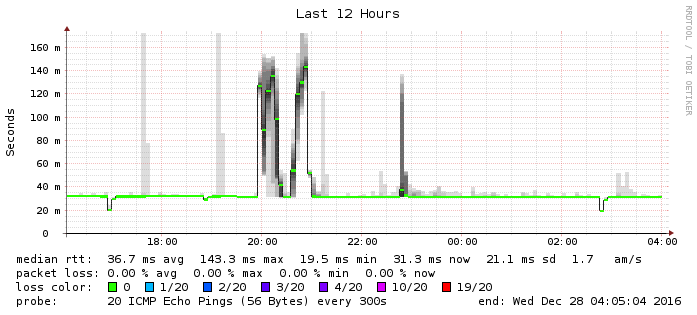 Last 12 Hours
RRDTOOL / TOBI OETIKER
Seconds
160 m
140 m
120 m
100 m
80 m
60 m
40 m
20 m
0
18:00 20:00 22:00 00:00 02:00 04:00
median rtt: 36.7 ms avg 143.3 ms max 19.5 ms min 31.3 ms now 21.1 ms sd 1.7 am/s
packet loss: 0.00 % avg 0.00 % max 0.00 % min 0.00 % now
loss color: 0 1/20 2/20 3/20 4/20 10/20 19/20
probe: 20 ICMP Echo Pings (56 Bytes) every 300s end: Wed Dec 28 04:05:04 2016